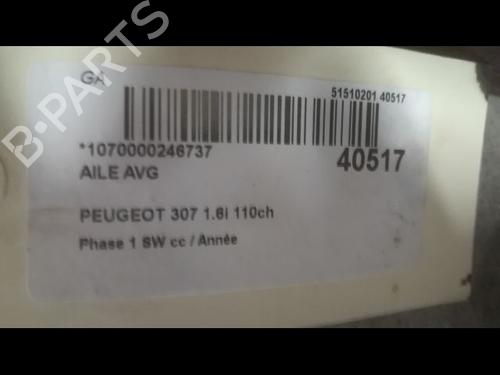 GA
51510201 40517
*1070000246737
40517
AILE AVG
PEUGEOT 307 1.6i 110ch
Phase 1 SW cc / Année
B-PARTS